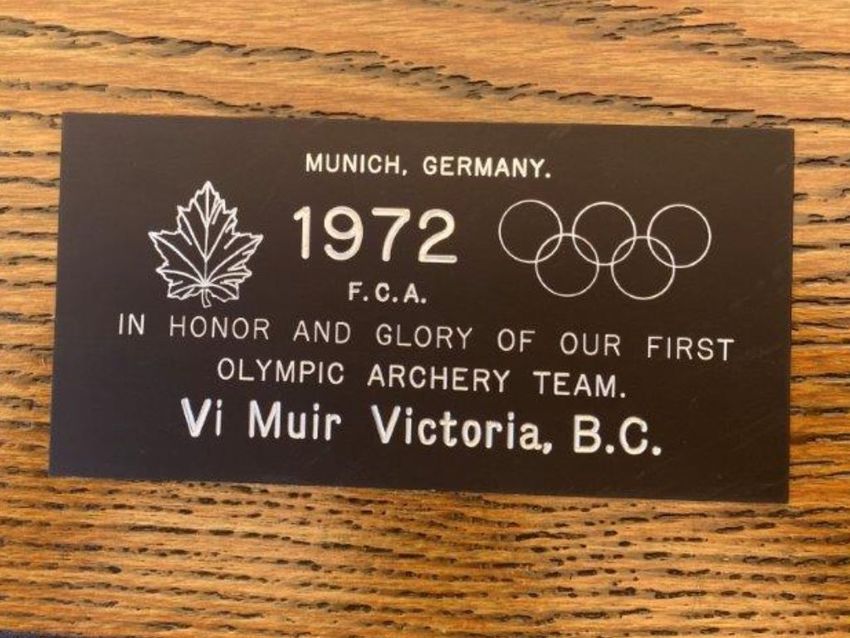 MUNICH, GERMANY.
1972
F.C.A.
IN HONOR AND GLORY OF OUR FIRST
OLYMPIC ARCHERY TEAM.
Vi Muir Victoria, B.C.